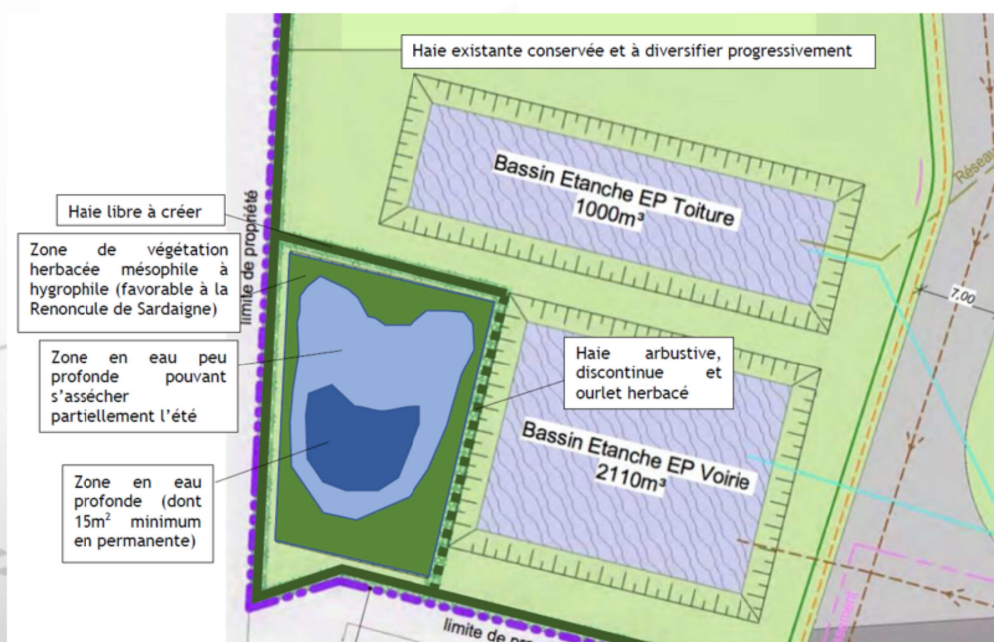 Haie existante conservée et à diversifier progressivement
Bassin Etanche EP Toiture
1000m³
Réseau
Haie libre à créer
limite de propriété
Zone de végétation
herbacée mésophile à
hygrophile (favorable à la
Renoncule de Sardaigne)
7,00
Zone en eau peu
profonde pouvant
s’assécher
partiellement l’été
Haie arbustive,
discontinue et
ourlet herbacé
Bassin Etanche EP Voirie
2110m³
Zone en eau
profonde (dont
15m² minimum
en permanente)
limite de pro